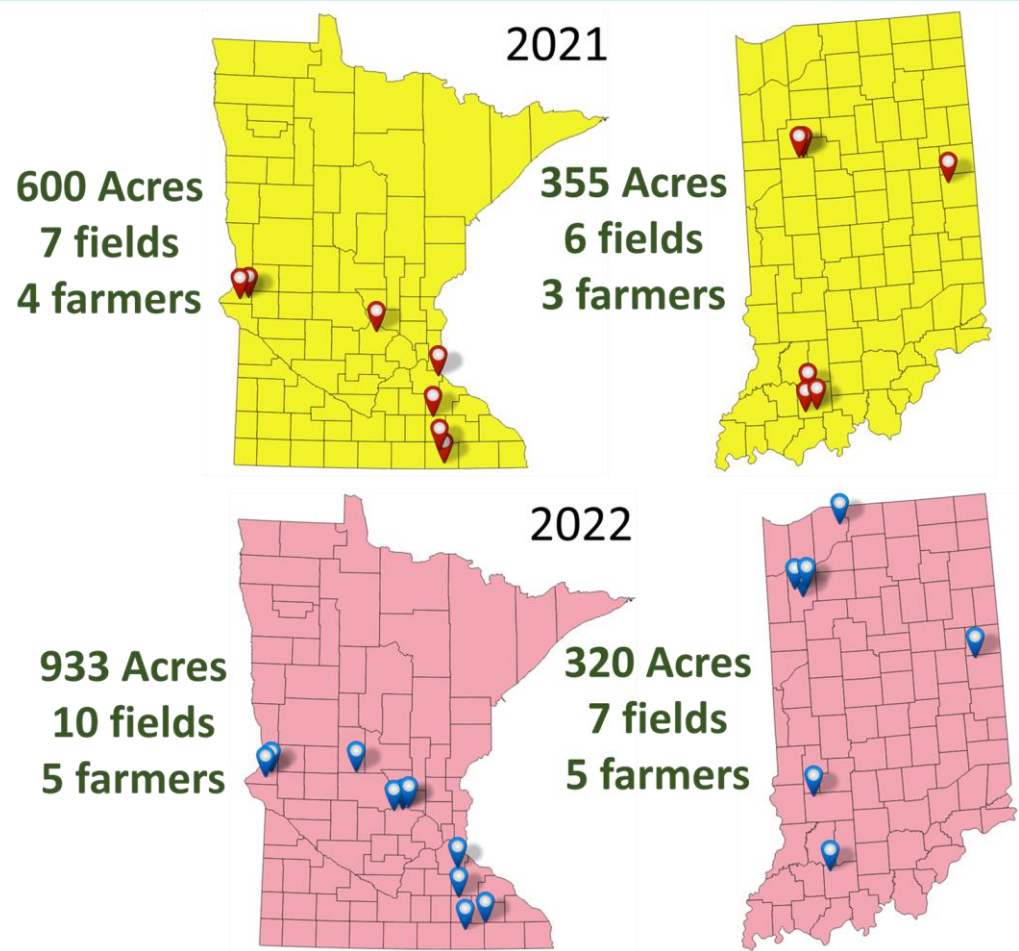 2021
600 Acres
7 fields
4 farmers
355 Acres
6 fields
3 farmers
2022
933 Acres
10 fields
5 farmers
320 Acres
7 fields
5 farmers